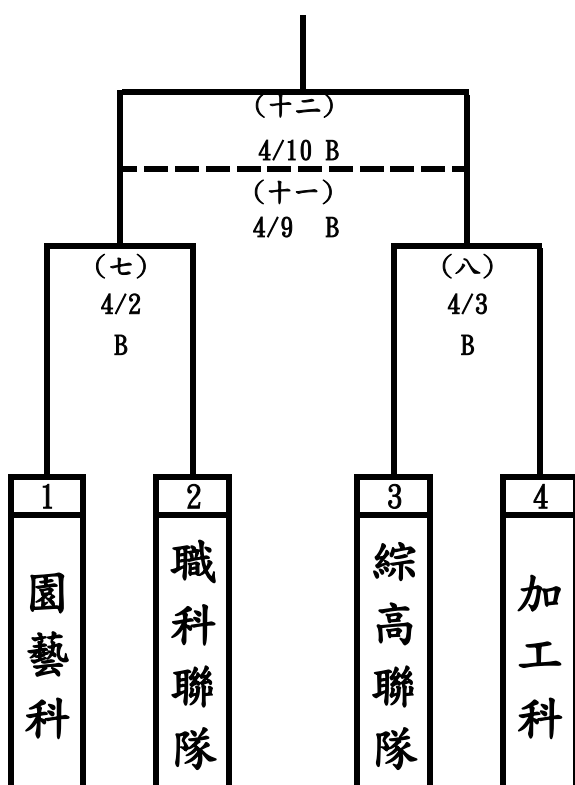 (十二)
4/10 B
(十一)
4/9 B
(七)
4/2
B
(八)
4/3
B
1
2
3
4
園藝科
職科聯隊
綜高聯隊
加工科